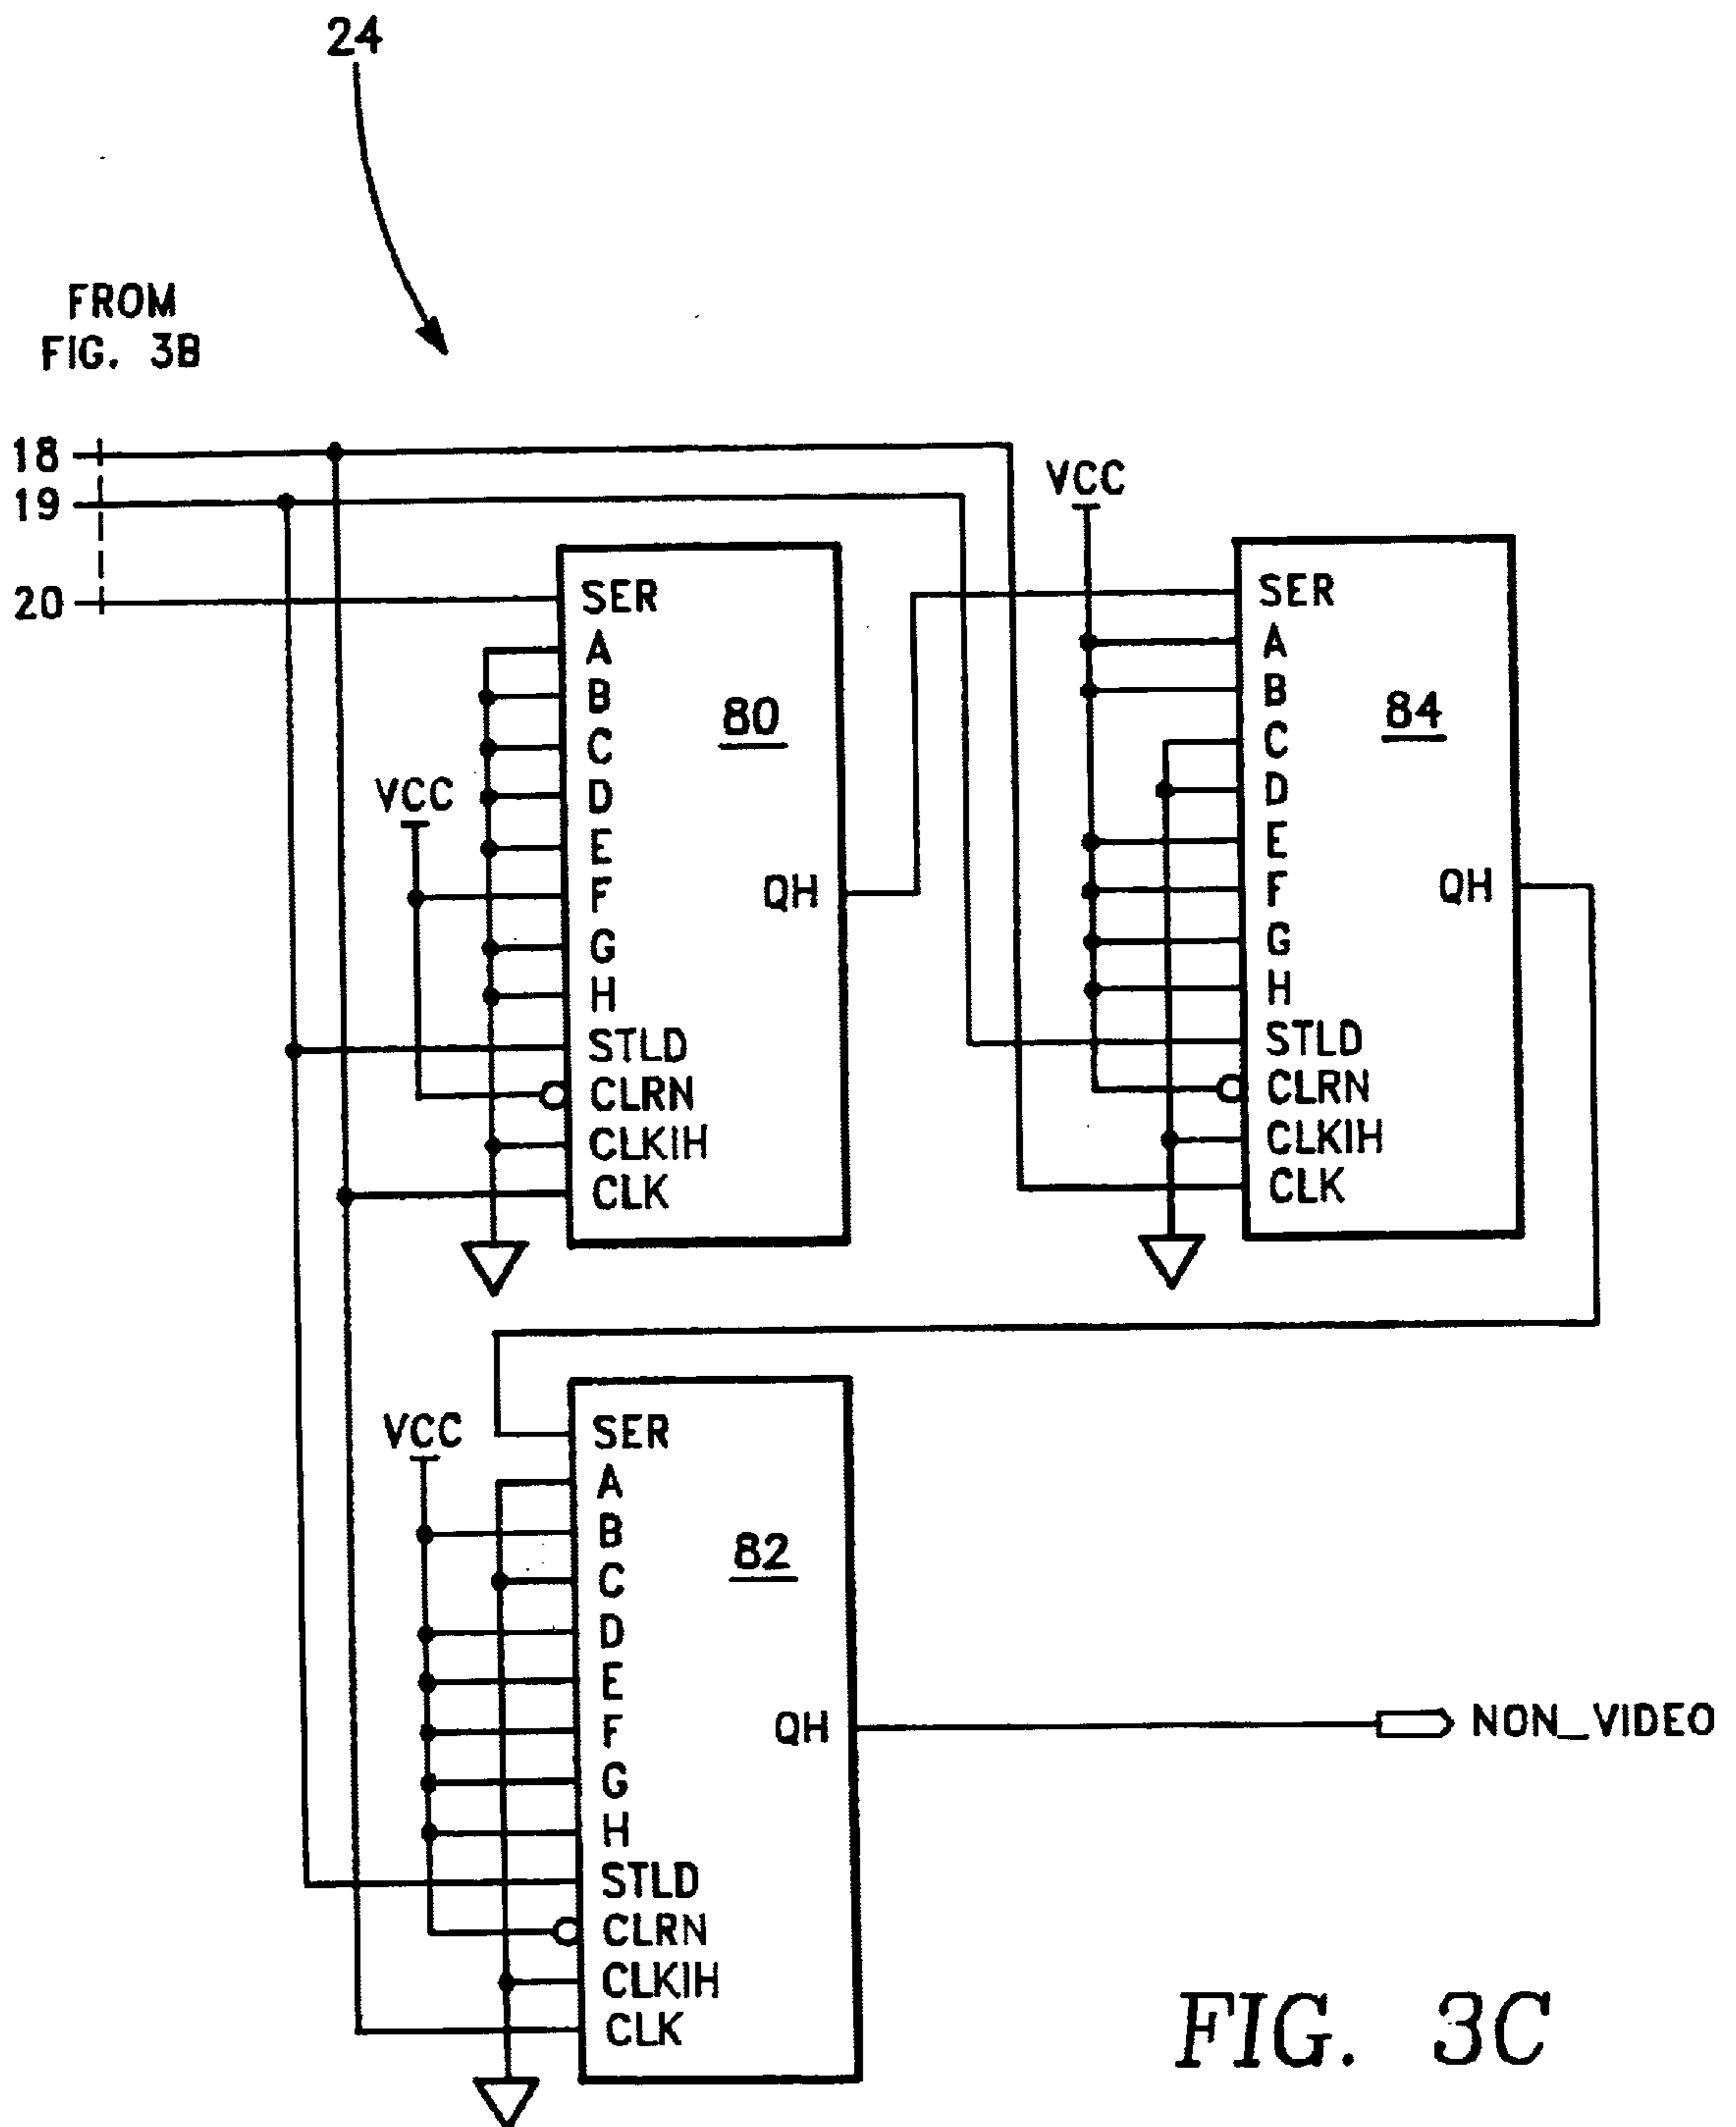 24
FROM
FIG. 3B
18
19
20
VCC
SER
A
B
C
D
E
F
G
H
STLD
CLRN
CLKIH
CLK
80
QH
VCC
SER
A
B
C
D
E
F
G
H
STLD
CLRN
CLKIH
CLK
84
QH
VCC
SER
A
B
C
D
E
F
G
H
STLD
CLRN
CLKIH
CLK
82
QH
NON_VIDEO
FIG. 3C